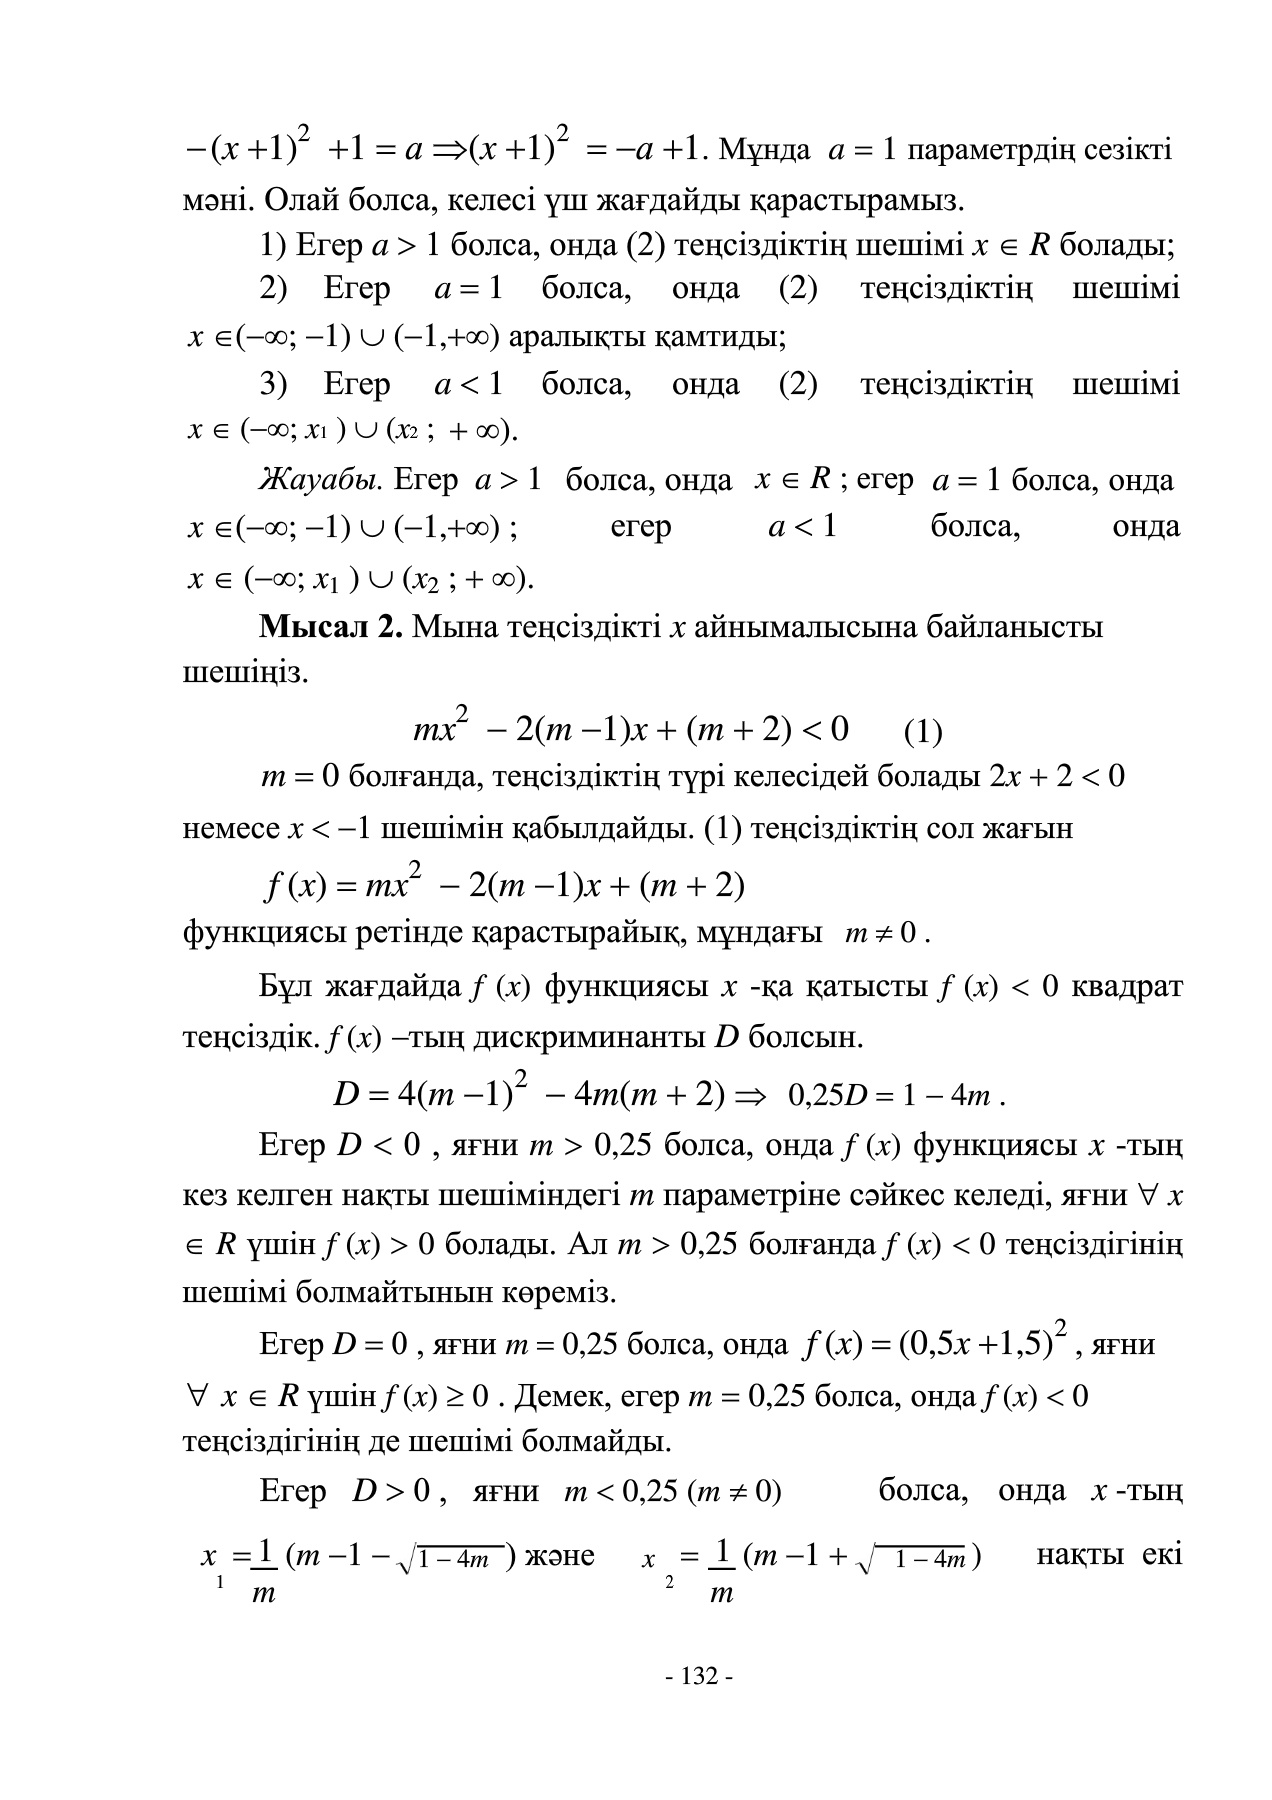 −(x +1)² +1 = a ⇒(x +1)² = −a +1. Мұнда a = 1 параметрдің сезікті
мәні. Олай болса, келесі үш жағдайды қарастырамыз.
1) Егер a > 1 болса, онда (2) теңсіздіктің шешімі x ∈ R болады;
2) Егер a = 1 болса, онда (2) теңсіздіктің шешімі
x ∈(−∞; −1) ∪ (−1,+∞) аралықты қамтиды;
3) Егер a < 1 болса, онда (2) теңсіздіктің шешімі
x ∈ (−∞; x₁ ) ∪ (x₂ ; + ∞).
Жауабы. Егер a > 1 болса, онда x ∈ R ; егер a = 1 болса, онда
x ∈(−∞; −1) ∪ (−1,+∞) ; егер a < 1 болса, онда
x ∈ (−∞; x₁ ) ∪ (x₂ ; + ∞).
Мысал 2. Мына теңсіздікті x айнымалысына байланысты
шешіңіз.
mx² − 2(m −1)x + (m + 2) < 0 (1)
m = 0 болғанда, теңсіздіктің түрі келесідей болады 2x + 2 < 0
немесе x < −1 шешімін қабылдайды. (1) теңсіздіктің сол жағын
f (x) = mx² − 2(m −1)x + (m + 2)
функциясы ретінде қарастырайық, мұндағы m ≠ 0 .
Бұл жағдайда f (x) функциясы x -қа қатысты f (x) < 0 квадрат
теңсіздік. f (x) –тың дискриминанты D болсын.
D = 4(m −1)² − 4m(m + 2) ⇒ 0,25D = 1 − 4m .
Егер D < 0 , яғни m > 0,25 болса, онда f (x) функциясы x -тың
кез келген нақты шешіміндегі m параметріне сәйкес келеді, яғни ∀ x
∈ R үшін f (x) > 0 болады. Ал m > 0,25 болғанда f (x) < 0 теңсіздігінің
шешімі болмайтынын көреміз.
Егер D = 0 , яғни m = 0,25 болса, онда f (x) = (0,5x +1,5)² , яғни
∀ x ∈ R үшін f (x) ≥ 0 . Демек, егер m = 0,25 болса, онда f (x) < 0
теңсіздігінің де шешімі болмайды.
Егер D > 0 , яғни m < 0,25 (m ≠ 0) болса, онда x -тың
x₁ = 1/m (m −1 − √1 − 4m ) және x₂ = 1/m (m −1 + √1 − 4m ) нақты екі
- 132 -